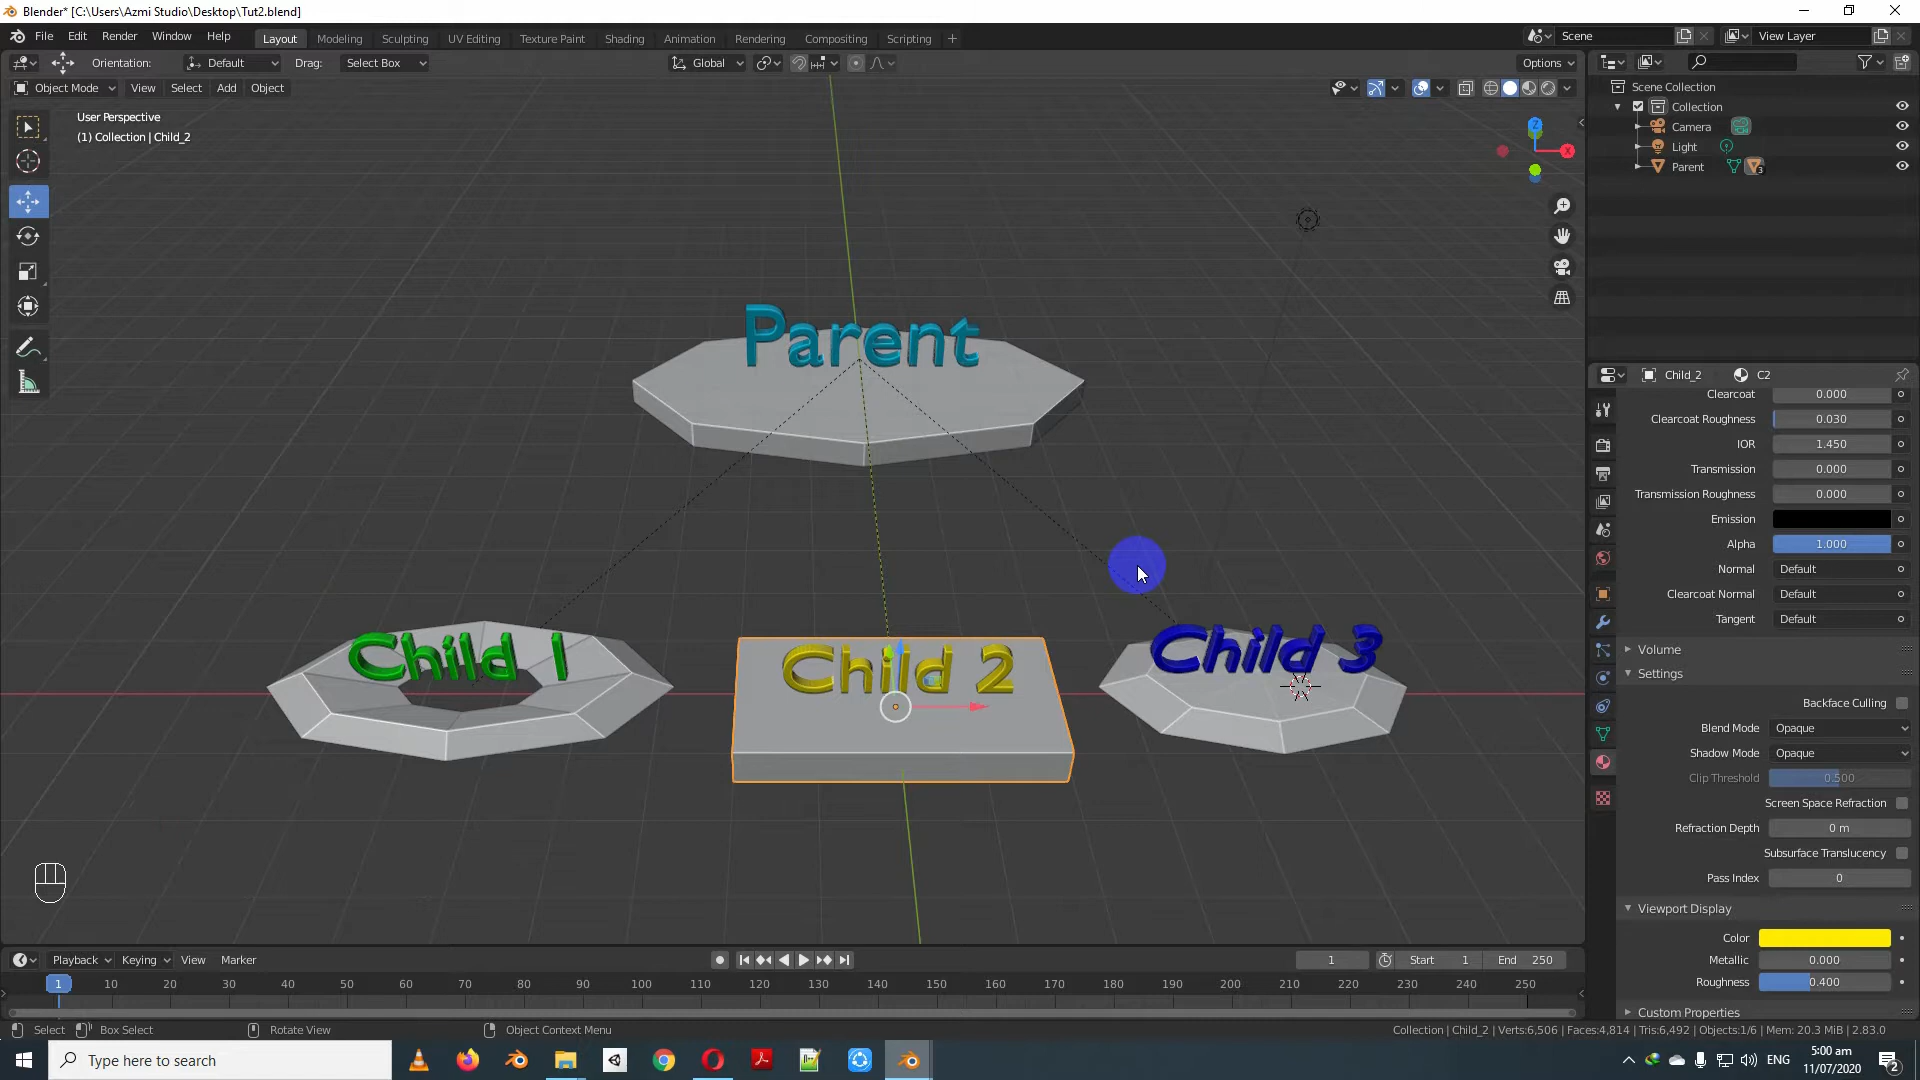 Blender* [C:\Users\Azmi Studio\Desktop\Tut2.blend]
File Edit Render Window Help
Layout Modeling Sculpting UV Editing Texture Paint Shading Animation Rendering Compositing Scripting +
Scene
View Layer
Orientation: Default Drag: Select Box
Global
Options
Object Mode View Select Add Object
User Perspective
(1) Collection | Child_2
Z
X
Parent
Child 1
Child 2
Child 3
Scene Collection
Collection
Camera
Light
Parent
3
Child_2 C2
Clearcoat 0.000
Clearcoat Roughness 0.030
IOR 1.450
Transmission 0.000
Transmission Roughness 0.000
Emission
Alpha 1.000
Normal Default
Clearcoat Normal Default
Tangent Default
Volume
Settings
Backface Culling
Blend Mode Opaque
Shadow Mode Opaque
Clip Threshold 0.500
Screen Space Refraction
Refraction Depth 0 m
Subsurface Translucency
Pass Index 0
Viewport Display
Color
Metallic 0.000
Roughness 0.400
Custom Properties
Playback Keying View Marker
1 Start 1 End 250
1 10 20 30 40 50 60 70 80 90 100 110 120 130 140 150 160 170 180 190 200 210 220 230 240 250
Select Box Select Rotate View Object Context Menu
Collection | Child_2 | Verts:6,506 | Faces:4,814 | Tris:6,492 | Objects:1/6 | Mem: 20.3 MiB | 2.83.0
Type here to search
ENG
5:00 am
11/07/2020
2